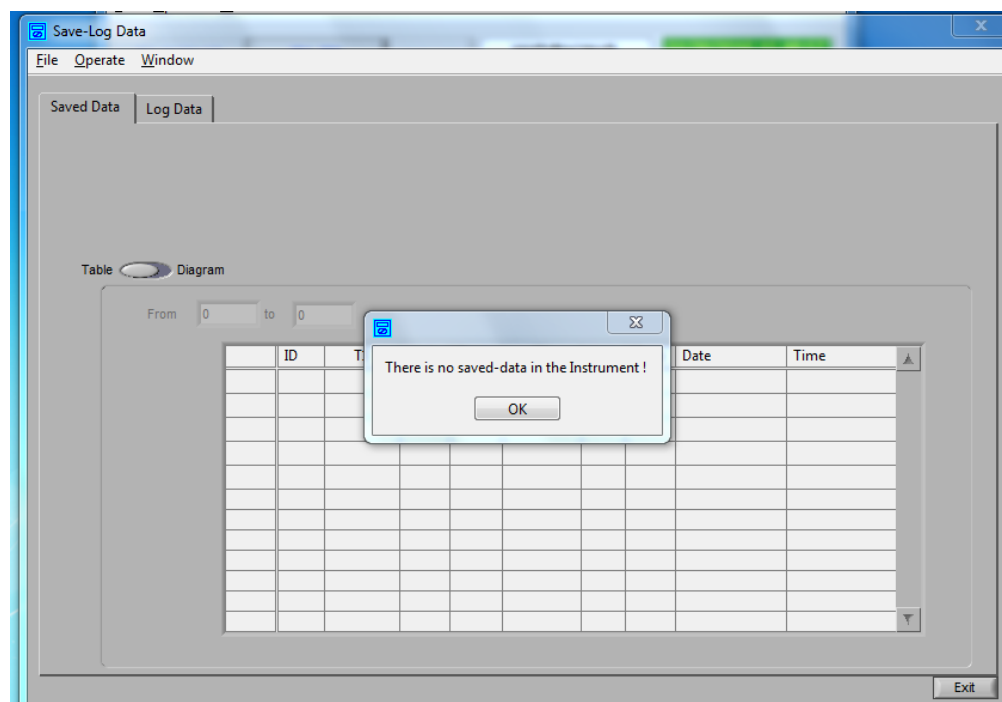 Save-Log Data
File Operate Window
Saved Data Log Data
Table Diagram
From 0 to 0
There is no saved-data in the Instrument !
OK
ID Date Time
Exit